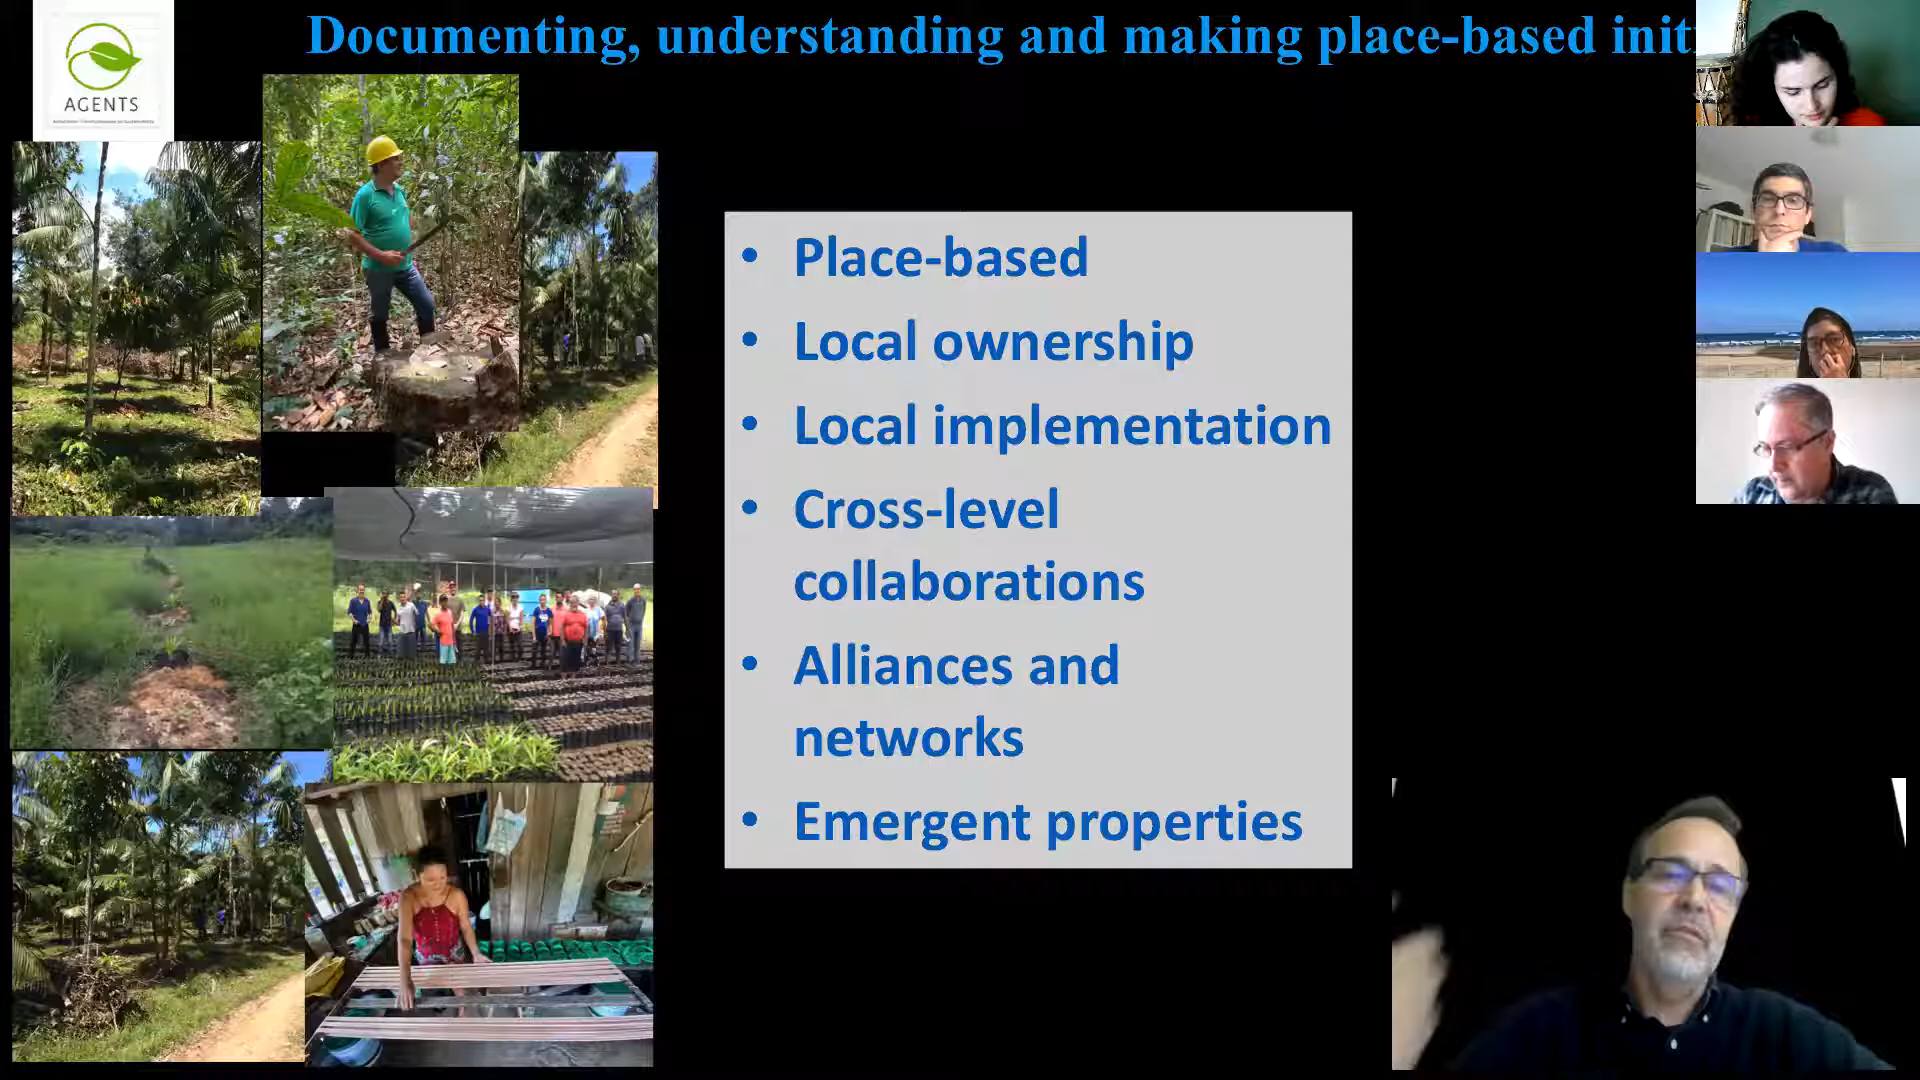 Documenting, understanding and making place-based init
AGENTS
• Place-based
• Local ownership
• Local implementation
• Cross-level
collaborations
• Alliances and
networks
• Emergent properties